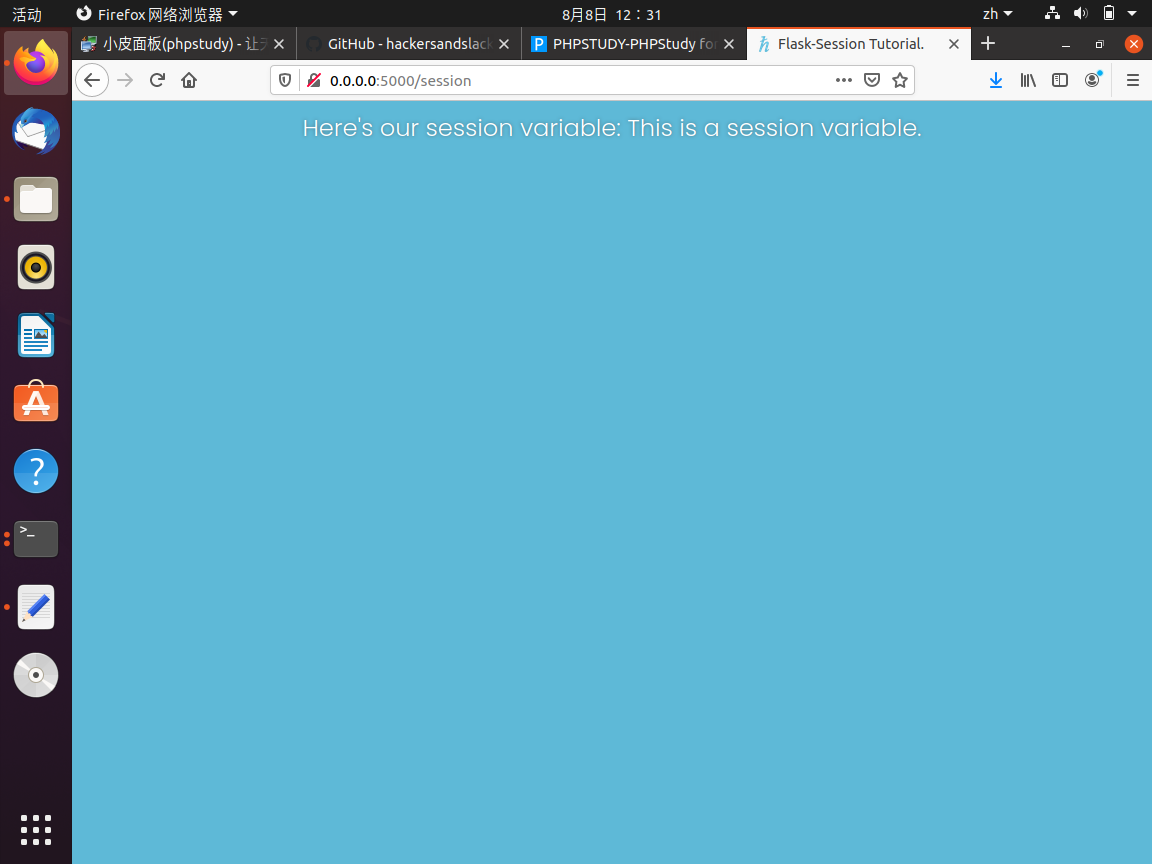 活动
Firefox 网络浏览器
8月8日 12：31
zh
小皮面板(phpstudy) - 让天
GitHub - hackersandslack
PHPSTUDY-PHPStudy for
Flask-Session Tutorial.
0.0.0.0:5000/session
Here's our session variable: This is a session variable.